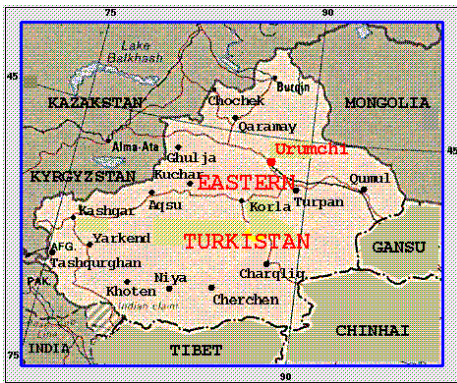 75
90
Lake
Balkhash
Burqin
45
45
KAZAKSTAN
Chochek
MONGOLIA
Qaramay
Alma-Ata
Urumchi
Ghulja
KYRGYZSTAN
Kuchar
EASTERN
Qumul
Aqsu
Korla
Turpan
Kashgar
GANSU
AFG.
Yarkend
TURKISTAN
Tashqurghan
Charqliq
PAK.
Niya
Khoten
Cherchen
Indian claim
Line
CHINHAI
INDIA
TIBET
75
90